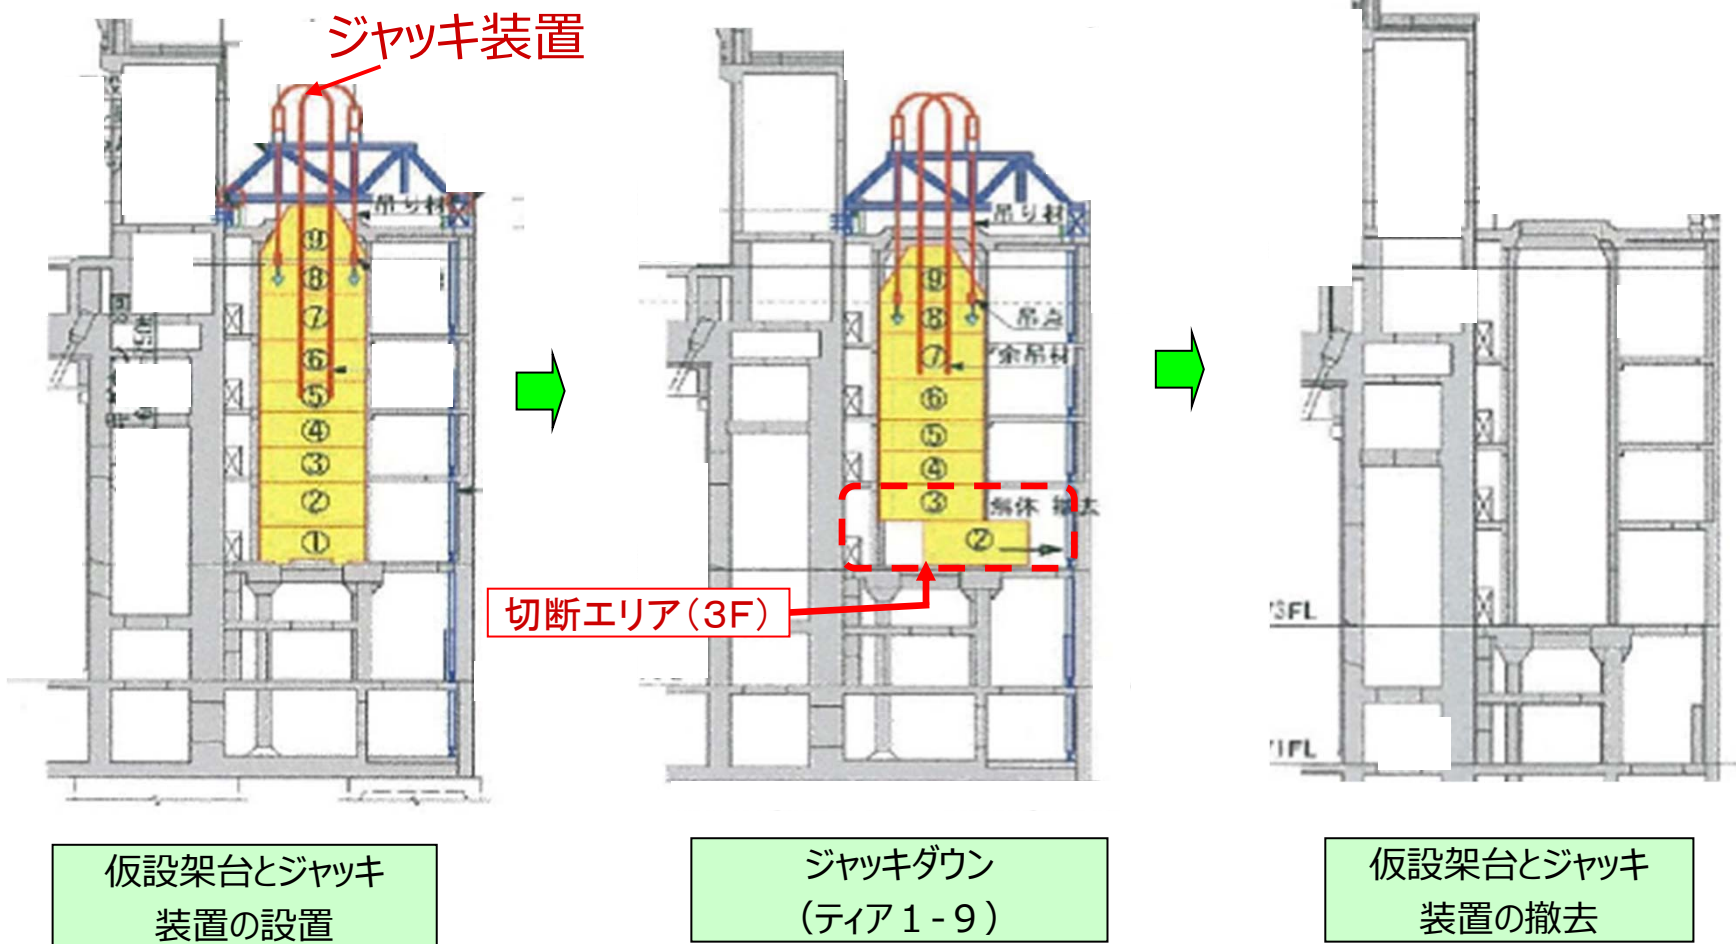 ジャッキ装置
吊り材
⑨
⑧
⑦
⑥
⑤
④
③
②
①
吊り材
⑨
⑧
吊点
⑦
余吊材
⑥
⑤
④
③
解体 撤去
②
切断エリア(3F)
仮設架台とジャッキ
装置の設置
ジャッキダウン
(ティア1-9)
仮設架台とジャッキ
装置の撤去